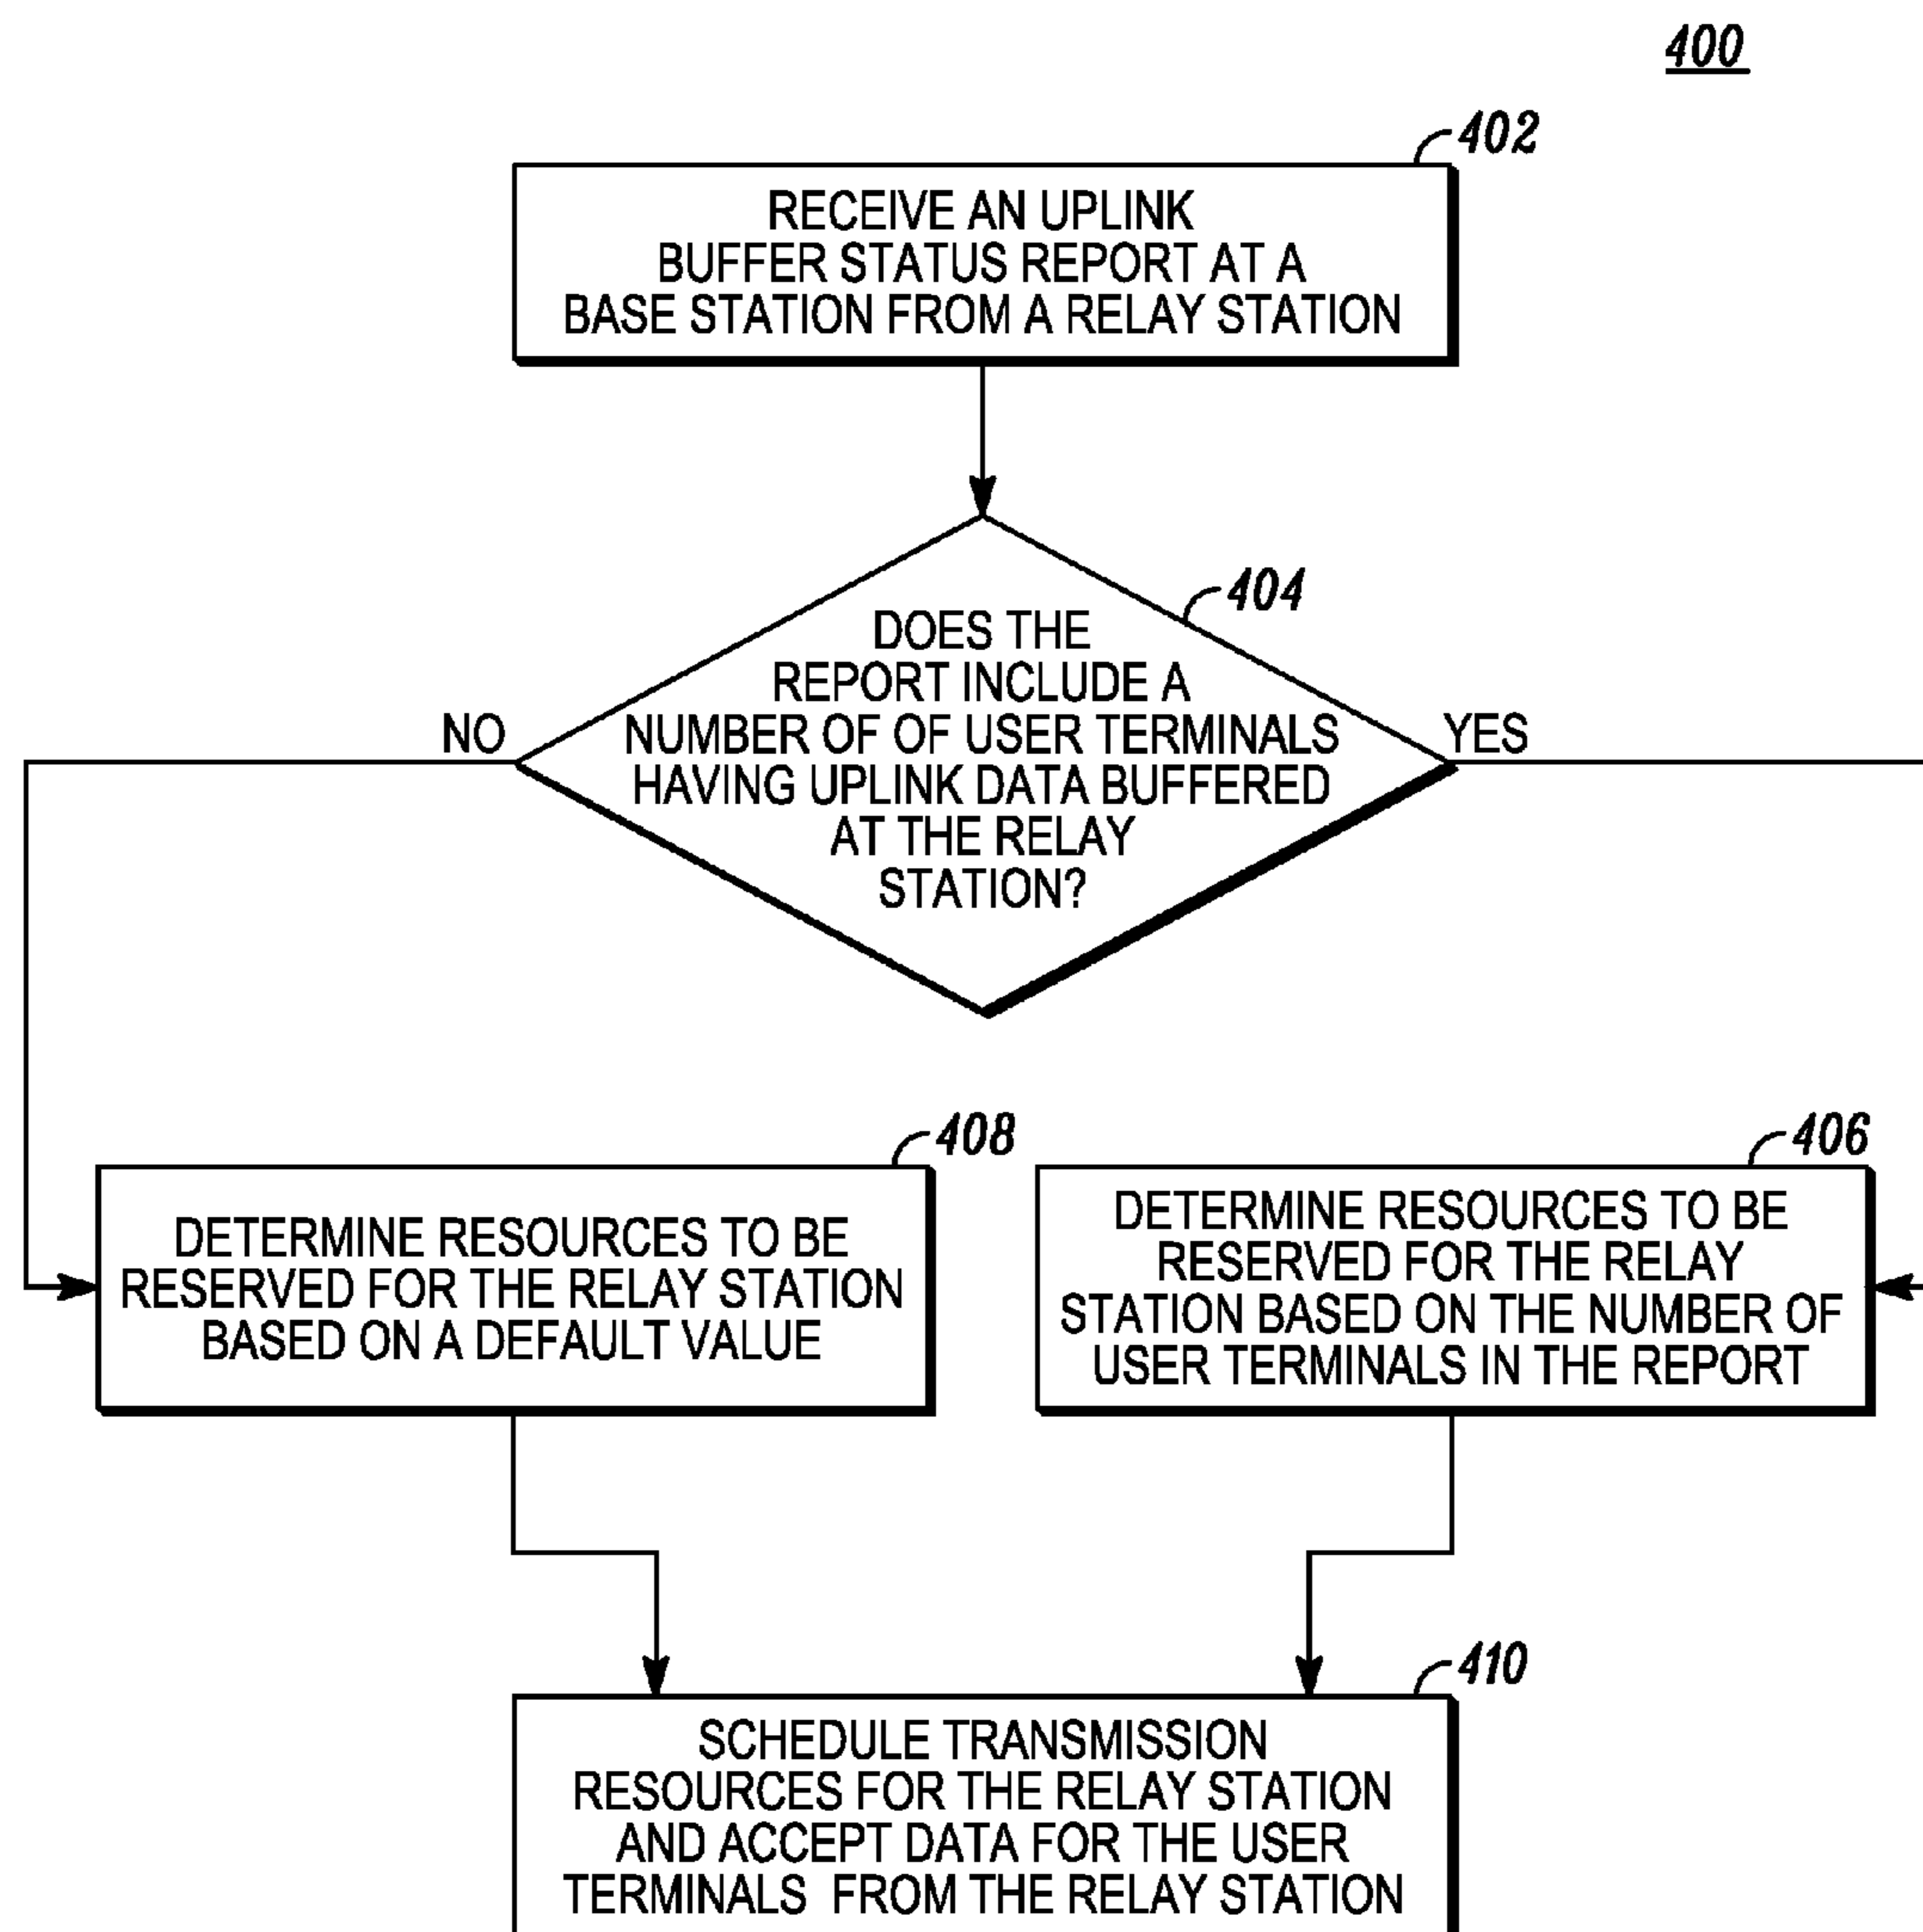 400
402
RECEIVE AN UPLINK
BUFFER STATUS REPORT AT A
BASE STATION FROM A RELAY STATION
404
DOES THE
REPORT INCLUDE A
NUMBER OF OF USER TERMINALS
HAVING UPLINK DATA BUFFERED
AT THE RELAY
STATION?
NO
YES
408
DETERMINE RESOURCES TO BE
RESERVED FOR THE RELAY STATION
BASED ON A DEFAULT VALUE
406
DETERMINE RESOURCES TO BE
RESERVED FOR THE RELAY
STATION BASED ON THE NUMBER OF
USER TERMINALS IN THE REPORT
410
SCHEDULE TRANSMISSION
RESOURCES FOR THE RELAY STATION
AND ACCEPT DATA FOR THE USER
TERMINALS FROM THE RELAY STATION